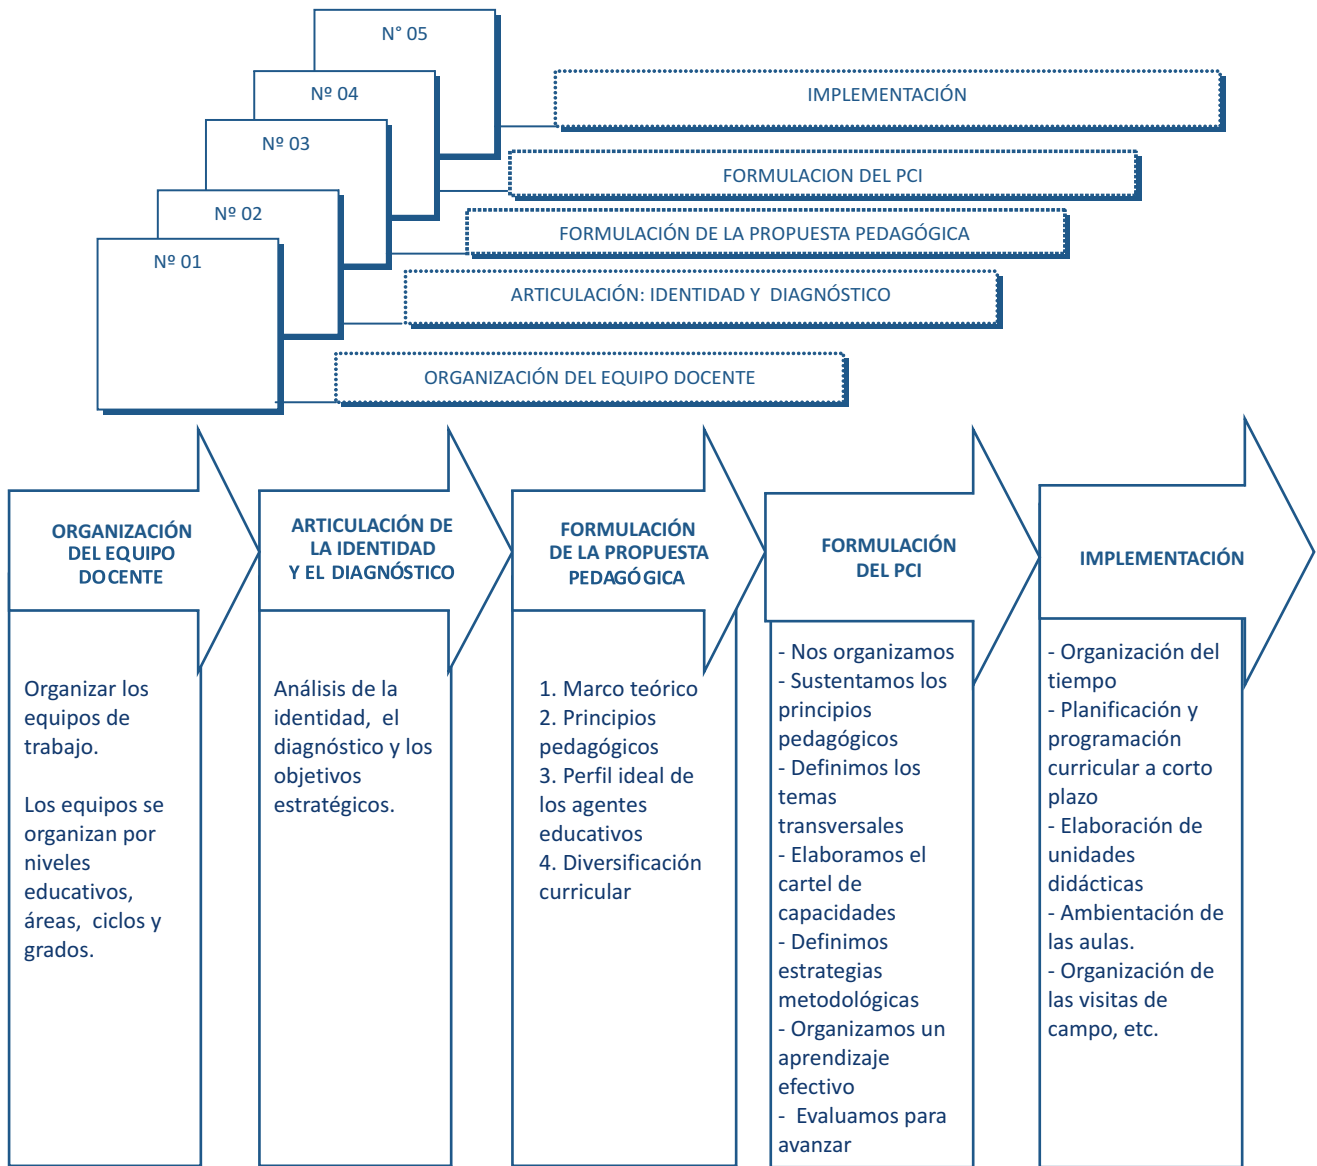 N° 05
Nº 04
Nº 03
Nº 02
Nº 01
IMPLEMENTACIÓN
FORMULACION DEL PCI
FORMULACIÓN DE LA PROPUESTA PEDAGÓGICA
ARTICULACIÓN: IDENTIDAD Y DIAGNÓSTICO
ORGANIZACIÓN DEL EQUIPO DOCENTE
ORGANIZACIÓN
DEL EQUIPO
DOCENTE
Organizar los
equipos de
trabajo.
Los equipos se
organizan por
niveles
educativos,
áreas, ciclos y
grados.
ARTICULACIÓN DE
LA IDENTIDAD
Y EL DIAGNÓSTICO
Análisis de la
identidad, el
diagnóstico y los
objetivos
estratégicos.
FORMULACIÓN
DE LA PROPUESTA
PEDAGÓGICA
1. Marco teórico
2. Principios
pedagógicos
3. Perfil ideal de
los agentes
educativos
4. Diversificación
curricular
FORMULACIÓN
DEL PCI
- Nos organizamos
- Sustentamos los
principios
pedagógicos
- Definimos los
temas
transversales
- Elaboramos el
cartel de
capacidades
- Definimos
estrategias
metodológicas
- Organizamos un
aprendizaje
efectivo
- Evaluamos para
avanzar
IMPLEMENTACIÓN
- Organización del
tiempo
- Planificación y
programación
curricular a corto
plazo
- Elaboración de
unidades
didácticas
- Ambientación de
las aulas.
- Organización de
las visitas de
campo, etc.